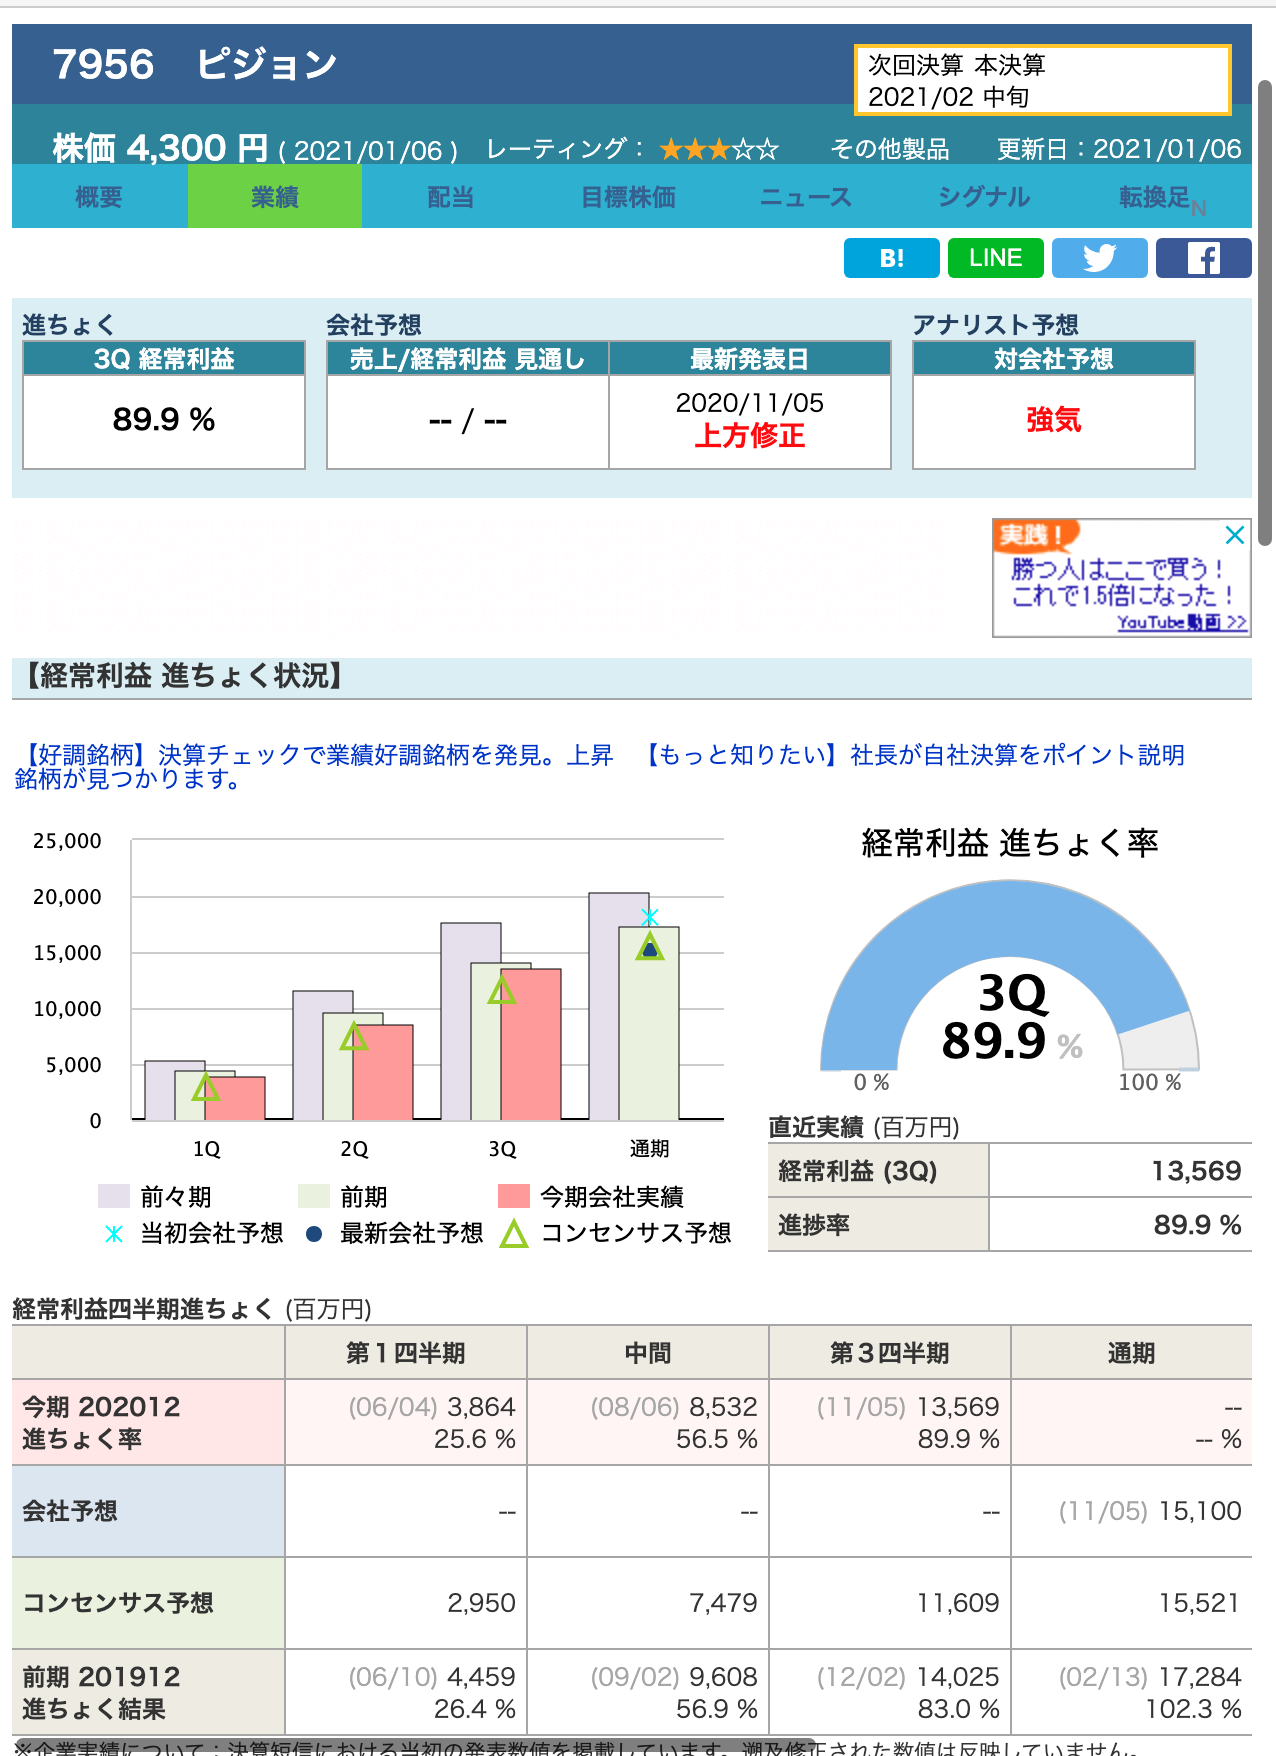 7956　ピジョン
次回決算 本決算
2021/02 中旬
株価 4,300 円 ( 2021/01/06 )　レーティング： ★★★☆☆　その他製品　更新日：2021/01/06
概要 業績 配当 目標株価 ニュース シグナル 転換足N
B! LINE
進ちょく 会社予想 アナリスト予想
3Q 経常利益 売上/経常利益 見通し 最新発表日 対会社予想
89.9 % -- / -- 2020/11/05 強気
上方修正
実践！
勝つ人はここで買う！
これで1.5倍になった！
YouTube動画 >>
【経常利益 進ちょく状況】
【好調銘柄】決算チェックで業績好調銘柄を発見。上昇
銘柄が見つかります。
【もっと知りたい】社長が自社決算をポイント説明
25,000
20,000
15,000
10,000
5,000
0
1Q 2Q 3Q 通期
前々期 前期 今期会社実績
当初会社予想 最新会社予想 コンセンサス予想
経常利益 進ちょく率
3Q
89.9 %
0 % 100 %
直近実績 (百万円)
経常利益 (3Q) 13,569
進捗率 89.9 %
経常利益四半期進ちょく (百万円)
第１四半期 中間 第３四半期 通期
今期 202012 (06/04) 3,864 (08/06) 8,532 (11/05) 13,569 --
進ちょく率 25.6 % 56.5 % 89.9 % -- %
会社予想 -- -- -- (11/05) 15,100
コンセンサス予想 2,950 7,479 11,609 15,521
前期 201912 (06/10) 4,459 (09/02) 9,608 (12/02) 14,025 (02/13) 17,284
進ちょく結果 26.4 % 56.9 % 83.0 % 102.3 %
※企業実績について：決算短信における当初の発表数値を掲載しています。遡及修正された数値は反映していません。